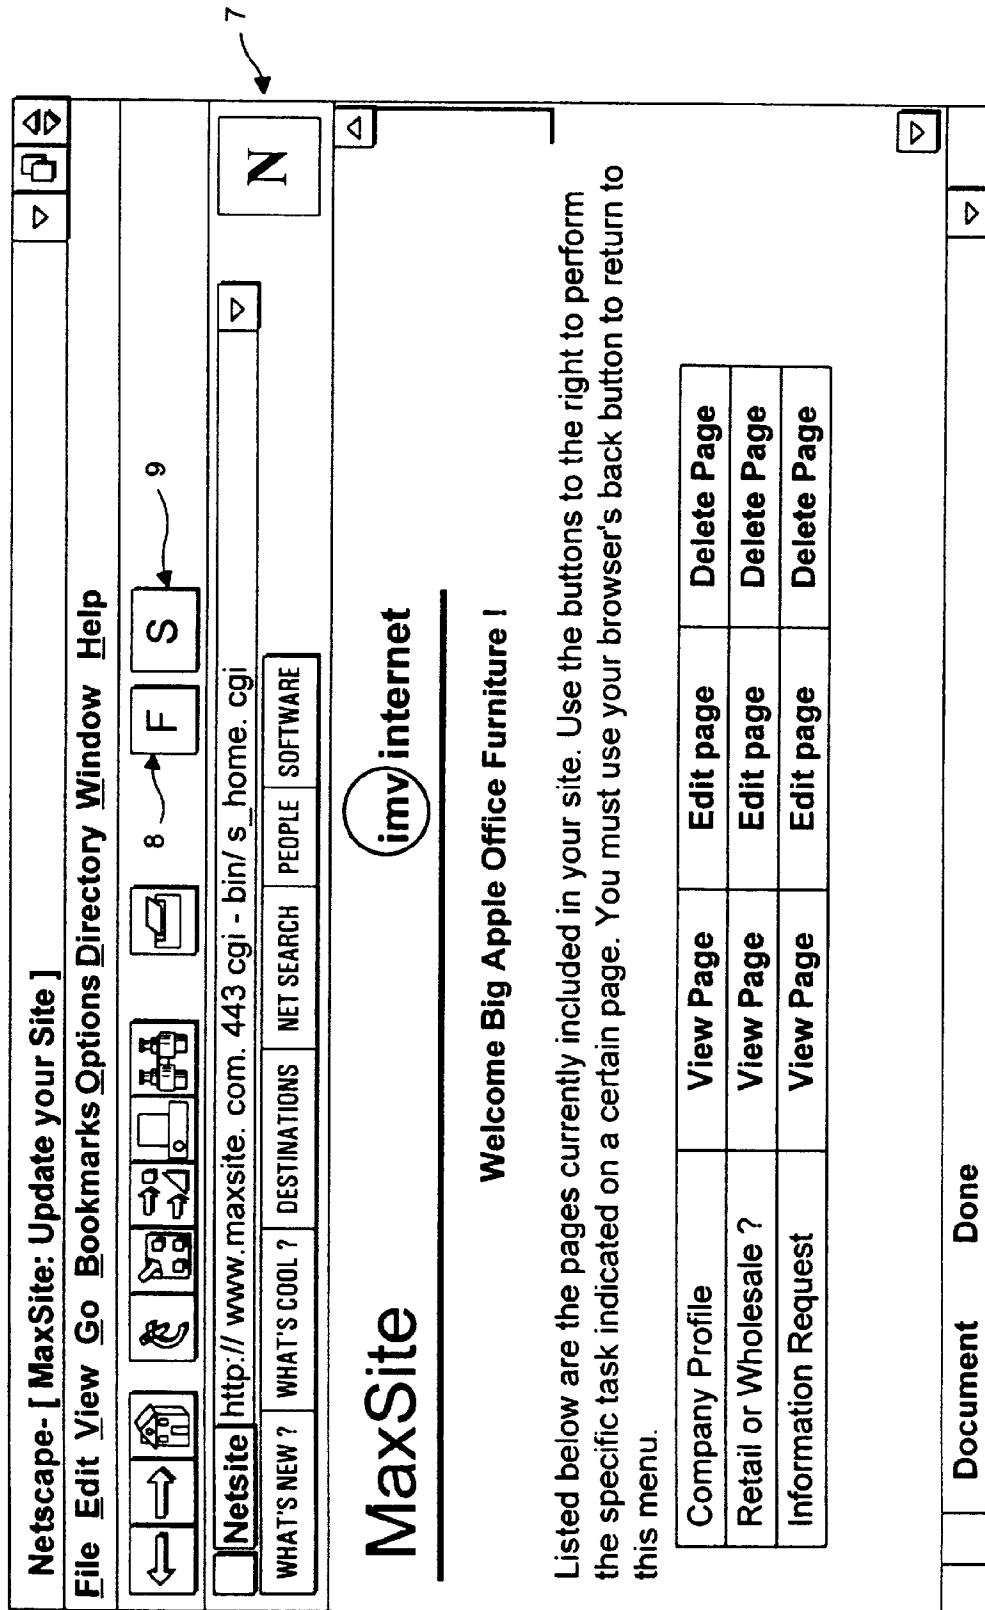 7
Netscape- [ MaxSite: Update your Site ]
File Edit View Go Bookmarks Options Directory Window Help
8 F S 9
Netsite http:// www.maxsite. com. 443 cgi - bin/ s_home. cgi
N
WHAT'S NEW ? WHAT'S COOL ? DESTINATIONS NET SEARCH PEOPLE SOFTWARE
MaxSite imv internet
Welcome Big Apple Office Furniture !
Listed below are the pages currently included in your site. Use the buttons to the right to perform
the specific task indicated on a certain page. You must use your browser's back button to return to
this menu.
Company Profile View Page Edit page Delete Page
Retail or Wholesale ? View Page Edit page Delete Page
Information Request View Page Edit page Delete Page
Document Done